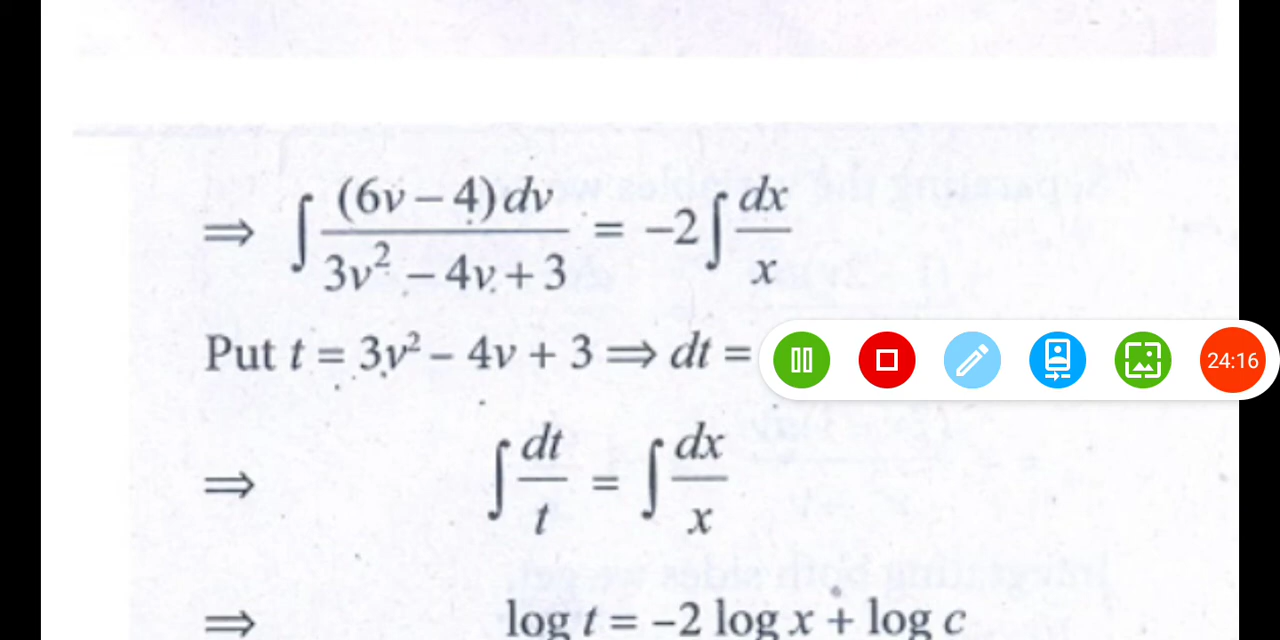 ⇒ ∫ (6v – 4) dv / 3v² – 4v + 3 = –2 ∫ dx / x
Put t = 3v² – 4v + 3 ⇒ dt =
24:16
⇒ ∫ dt / t = ∫ dx / x
⇒ log t = –2 log x + log c